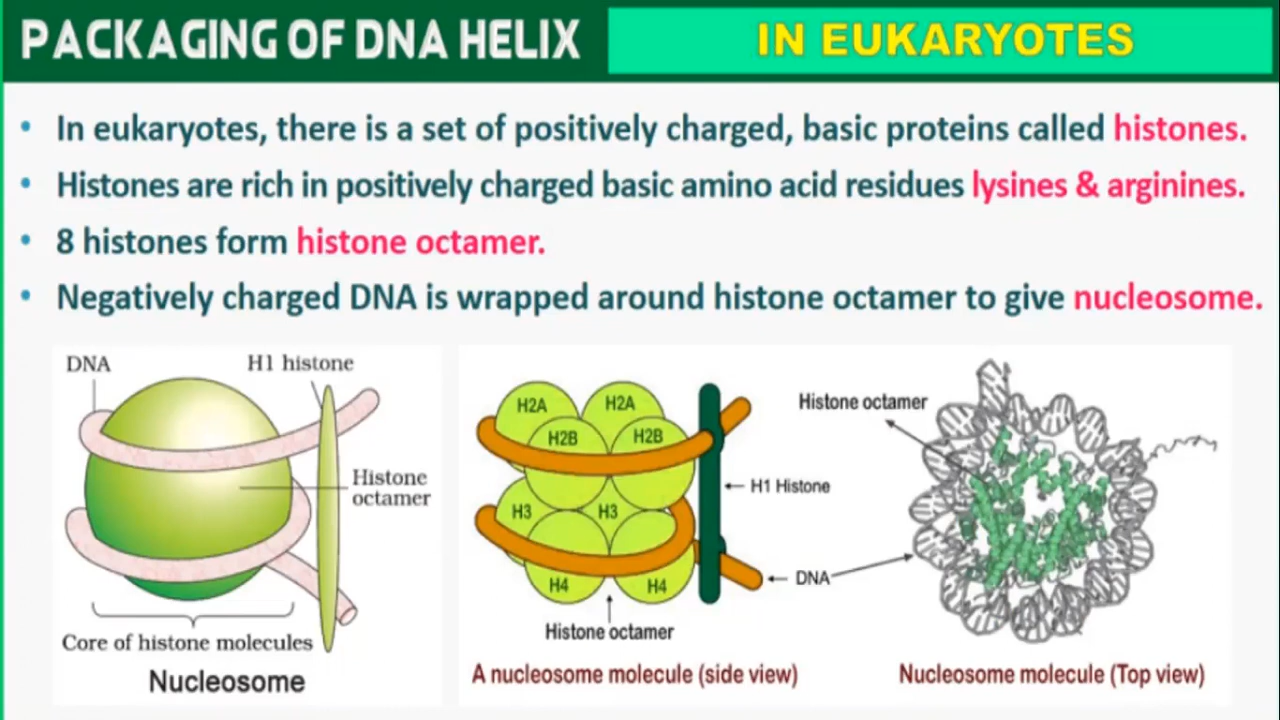 PACKAGING OF DNA HELIX
IN EUKARYOTES
• In eukaryotes, there is a set of positively charged, basic proteins called histones.
• Histones are rich in positively charged basic amino acid residues lysines & arginines.
• 8 histones form histone octamer.
• Negatively charged DNA is wrapped around histone octamer to give nucleosome.
DNA
H1 histone
Histone
octamer
Core of histone molecules
Nucleosome
H2A
H2A
H2B
H2B
H3
H3
H4
H4
H1 Histone
DNA
Histone octamer
A nucleosome molecule (side view)
Histone octamer
Nucleosome molecule (Top view)